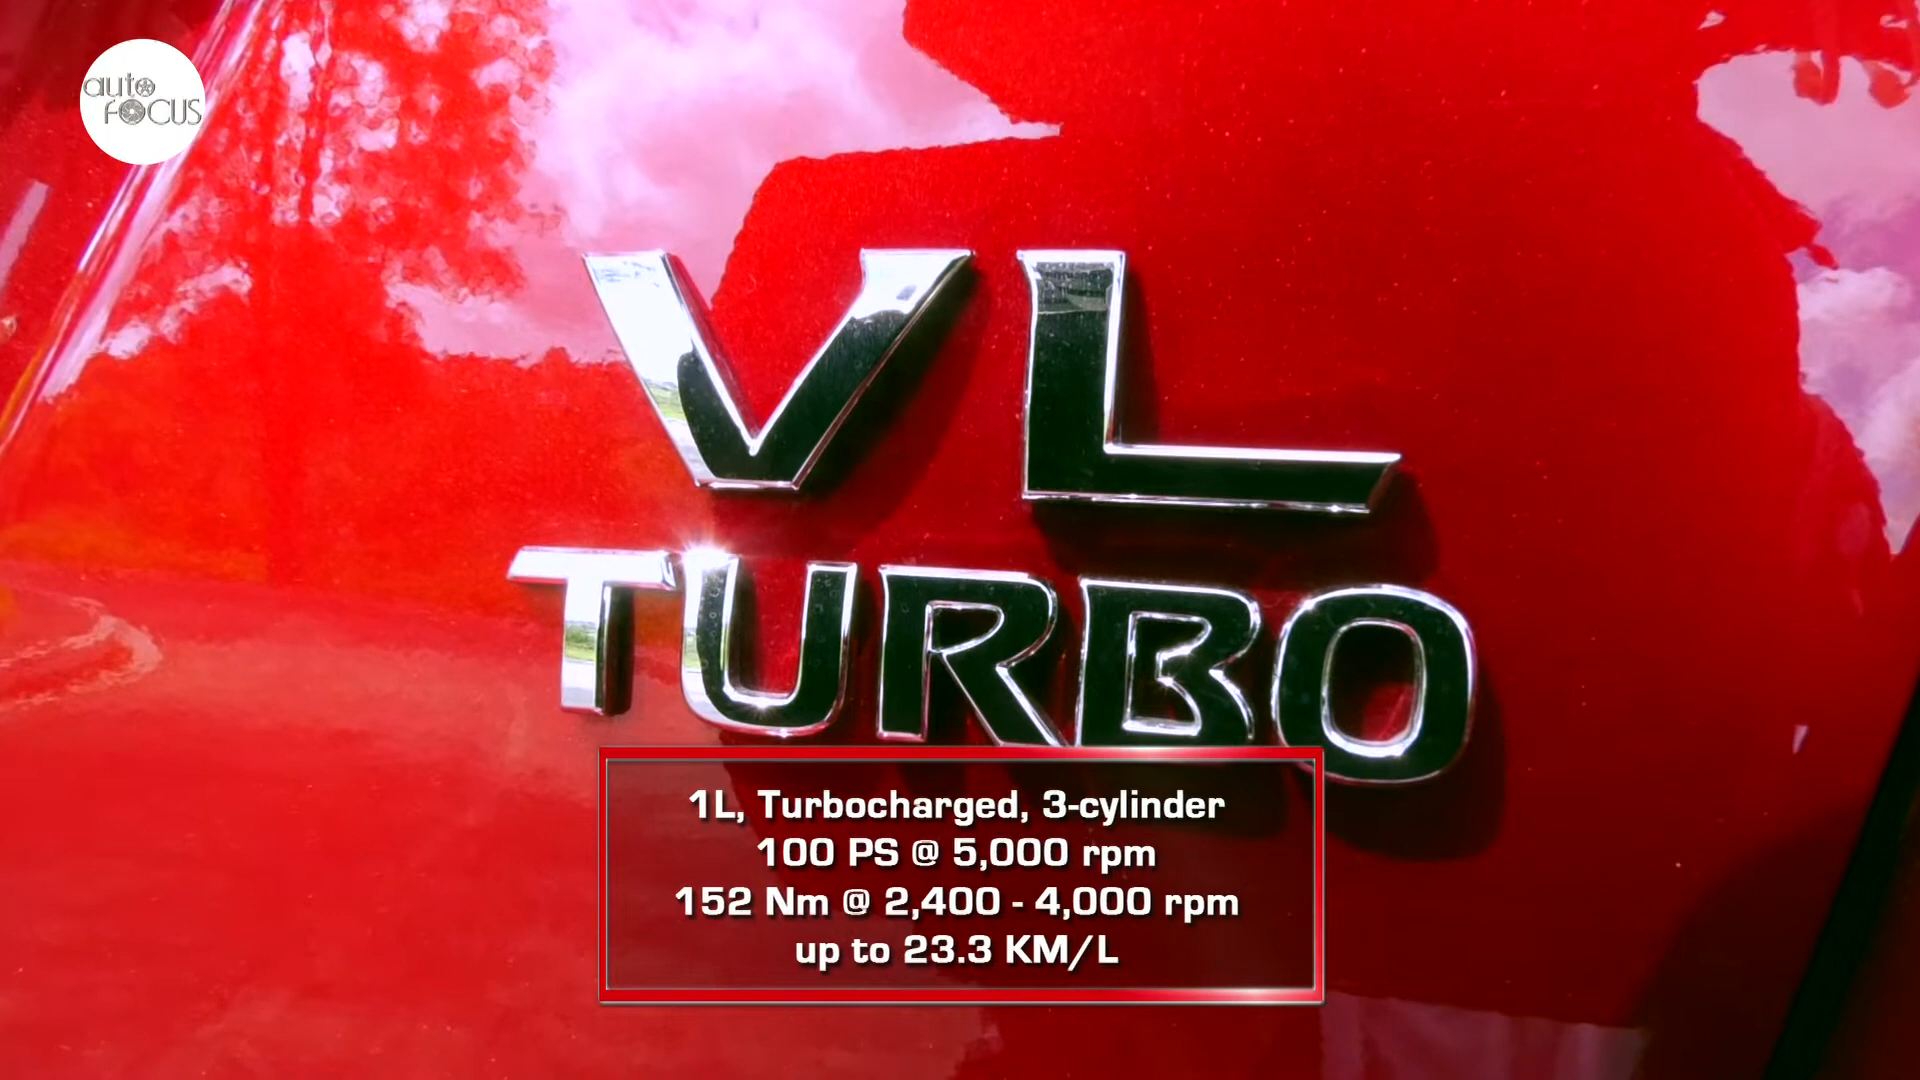 auto
FOCUS
VL
TURBO
1L, Turbocharged, 3-cylinder
100 PS @ 5,000 rpm
152 Nm @ 2,400 - 4,000 rpm
up to 23.3 KM/L